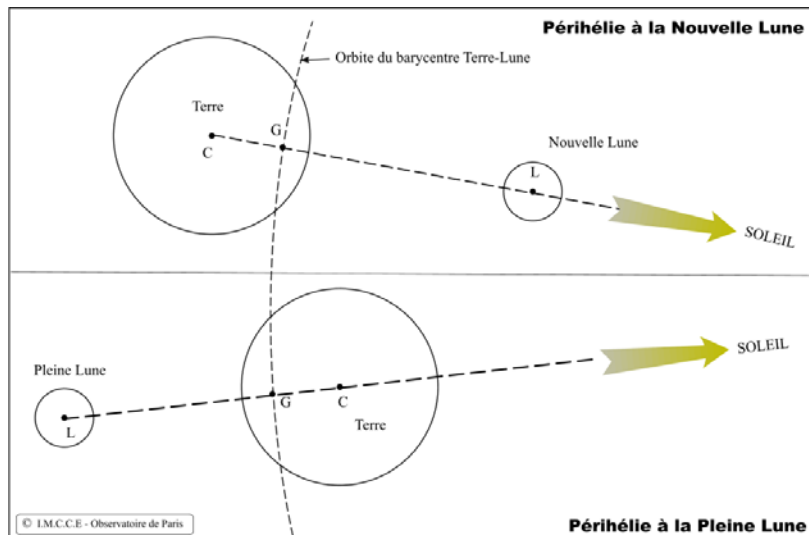 Périhélie à la Nouvelle Lune
Orbite du barycentre Terre-Lune
Terre
G
C
Nouvelle Lune
L
SOLEIL
SOLEIL
Pleine Lune
L
G
C
Terre
© I.M.C.C.E - Observatoire de Paris
Périhélie à la Pleine Lune